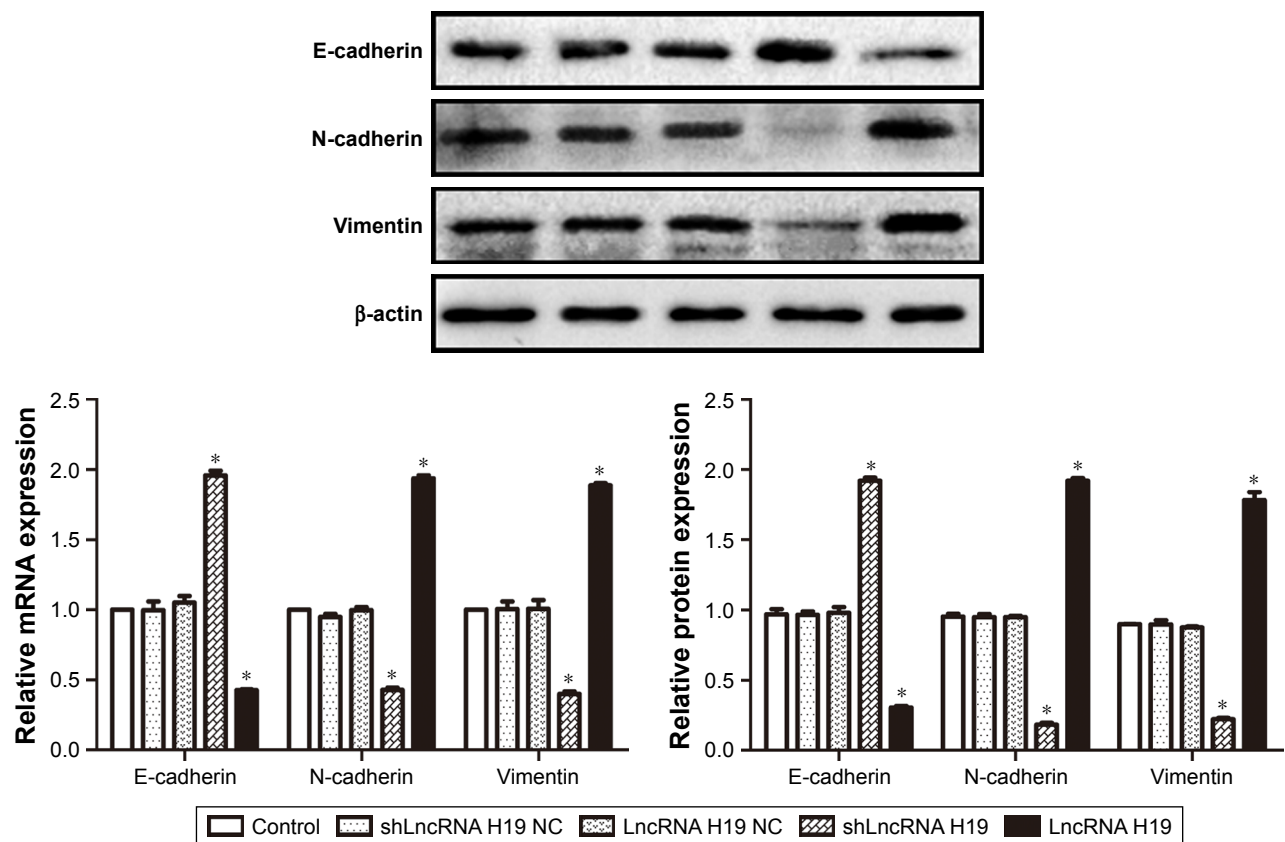 E-cadherin
N-cadherin
Vimentin
β-actin
Relative mRNA expression
2.5
2.0
1.5
1.0
0.5
0.0
* * * * * *
E-cadherin N-cadherin Vimentin
Relative protein expression
2.5
2.0
1.5
1.0
0.5
0.0
* * * * * *
E-cadherin N-cadherin Vimentin
Control shLncRNA H19 NC LncRNA H19 NC shLncRNA H19 LncRNA H19